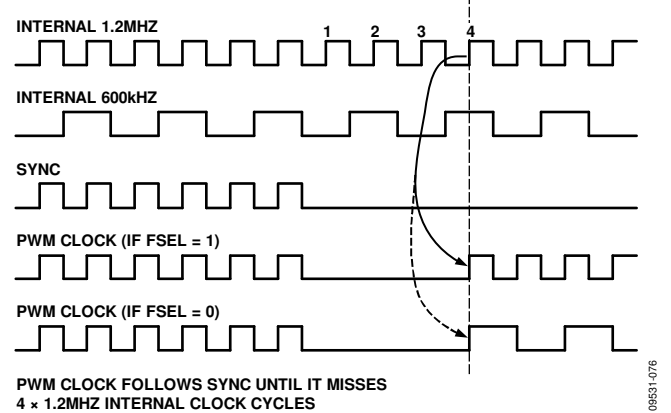 INTERNAL 1.2MHZ
1 2 3 4
INTERNAL 600kHZ
SYNC
PWM CLOCK (IF FSEL = 1)
PWM CLOCK (IF FSEL = 0)
PWM CLOCK FOLLOWS SYNC UNTIL IT MISSES
4 × 1.2MHZ INTERNAL CLOCK CYCLES
09531-076